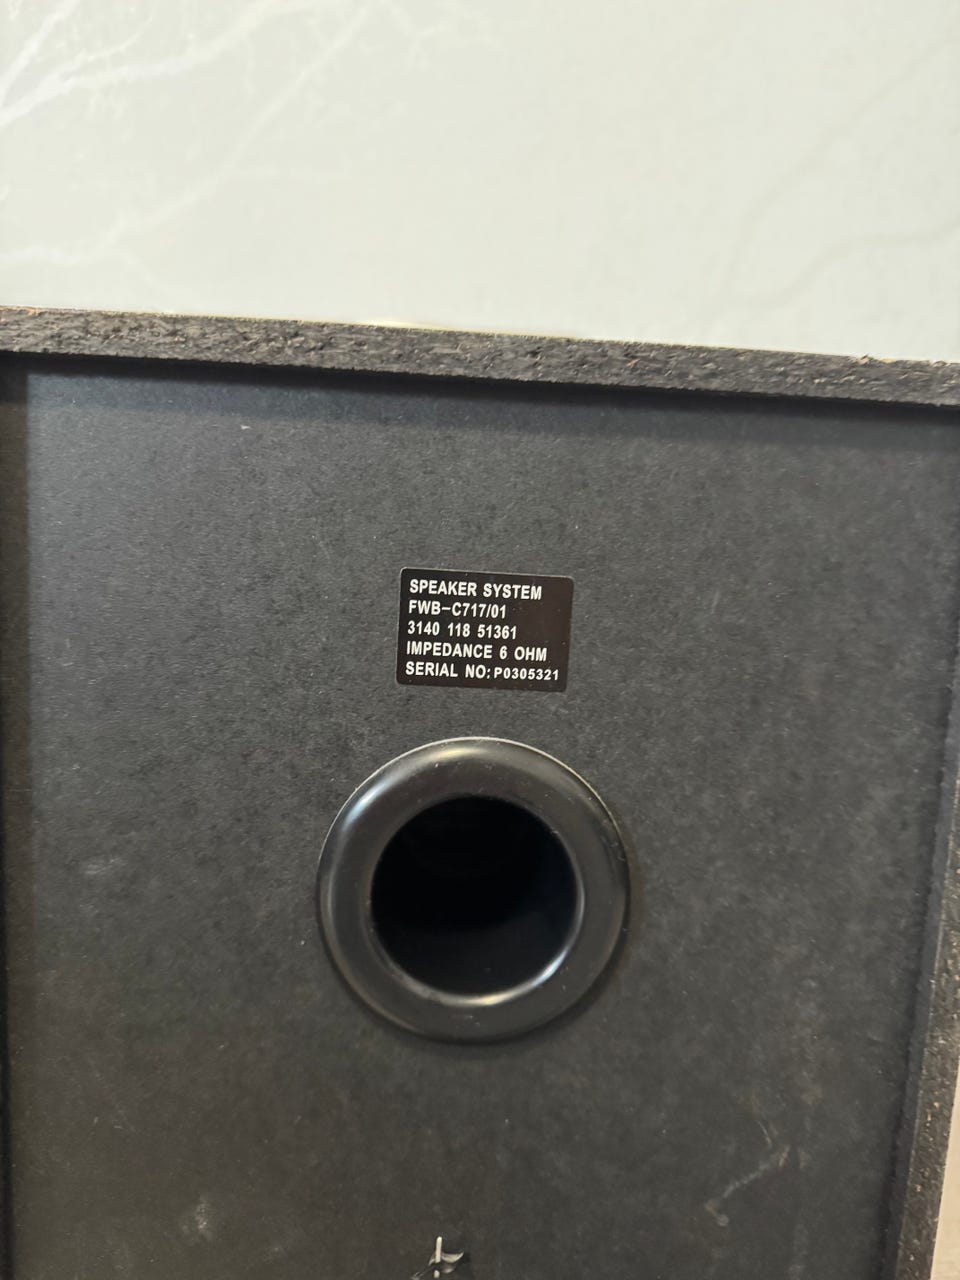 SPEAKER SYSTEM
FWB-C717/01
3140 118 51361
IMPEDANCE 6 OHM
SERIAL NO: P0305321